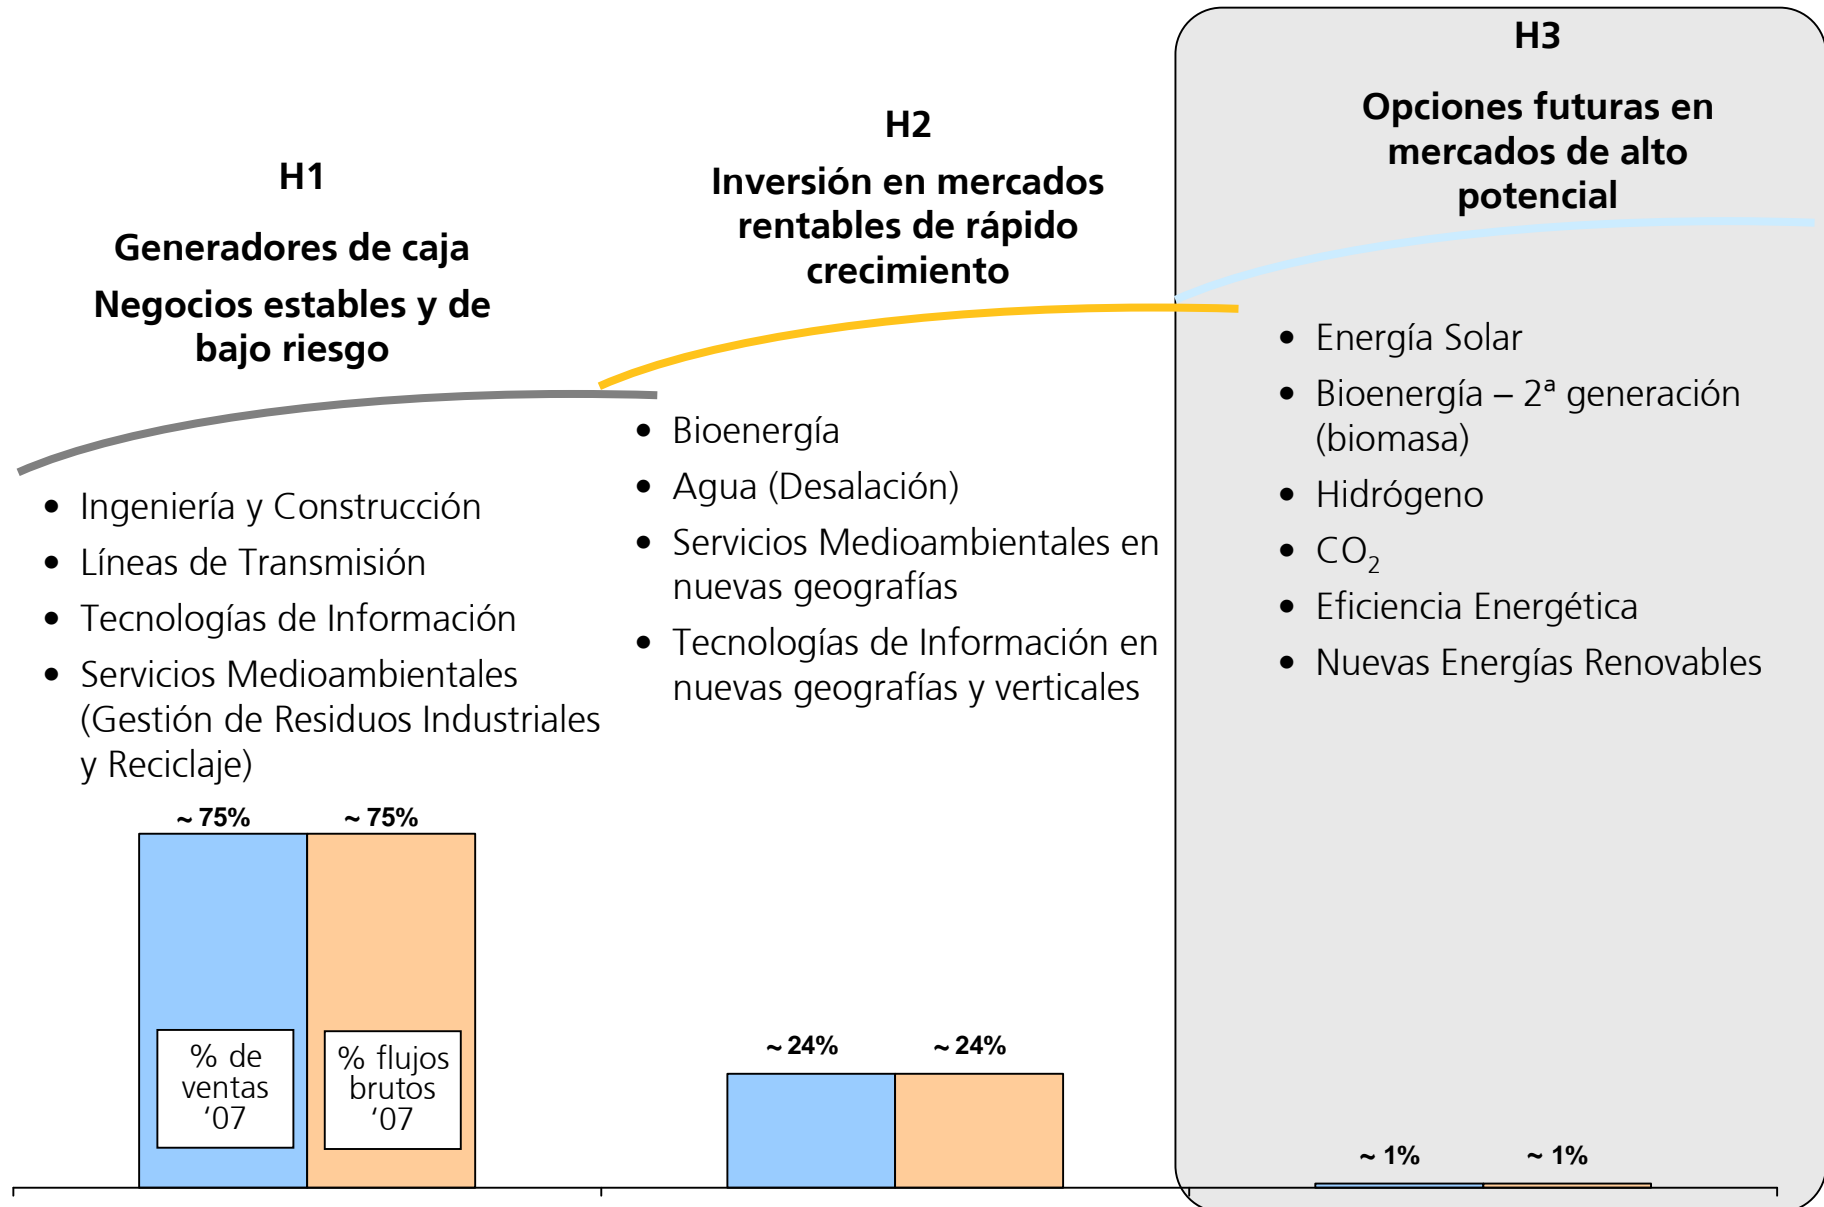 H1
Generadores de caja
Negocios estables y de
bajo riesgo
• Ingeniería y Construcción
• Líneas de Transmisión
• Tecnologías de Información
• Servicios Medioambientales
(Gestión de Residuos Industriales
y Reciclaje)
H2
Inversión en mercados
rentables de rápido
crecimiento
• Bioenergía
• Agua (Desalación)
• Servicios Medioambientales en
nuevas geografías
• Tecnologías de Información en
nuevas geografías y verticales
H3
Opciones futuras en
mercados de alto
potencial
• Energía Solar
• Bioenergía – 2ª generación
(biomasa)
• Hidrógeno
• CO₂
• Eficiencia Energética
• Nuevas Energías Renovables
~ 75% ~ 75%
% de
ventas
‘07
% flujos
brutos
‘07
~ 24% ~ 24%
~ 1% ~ 1%